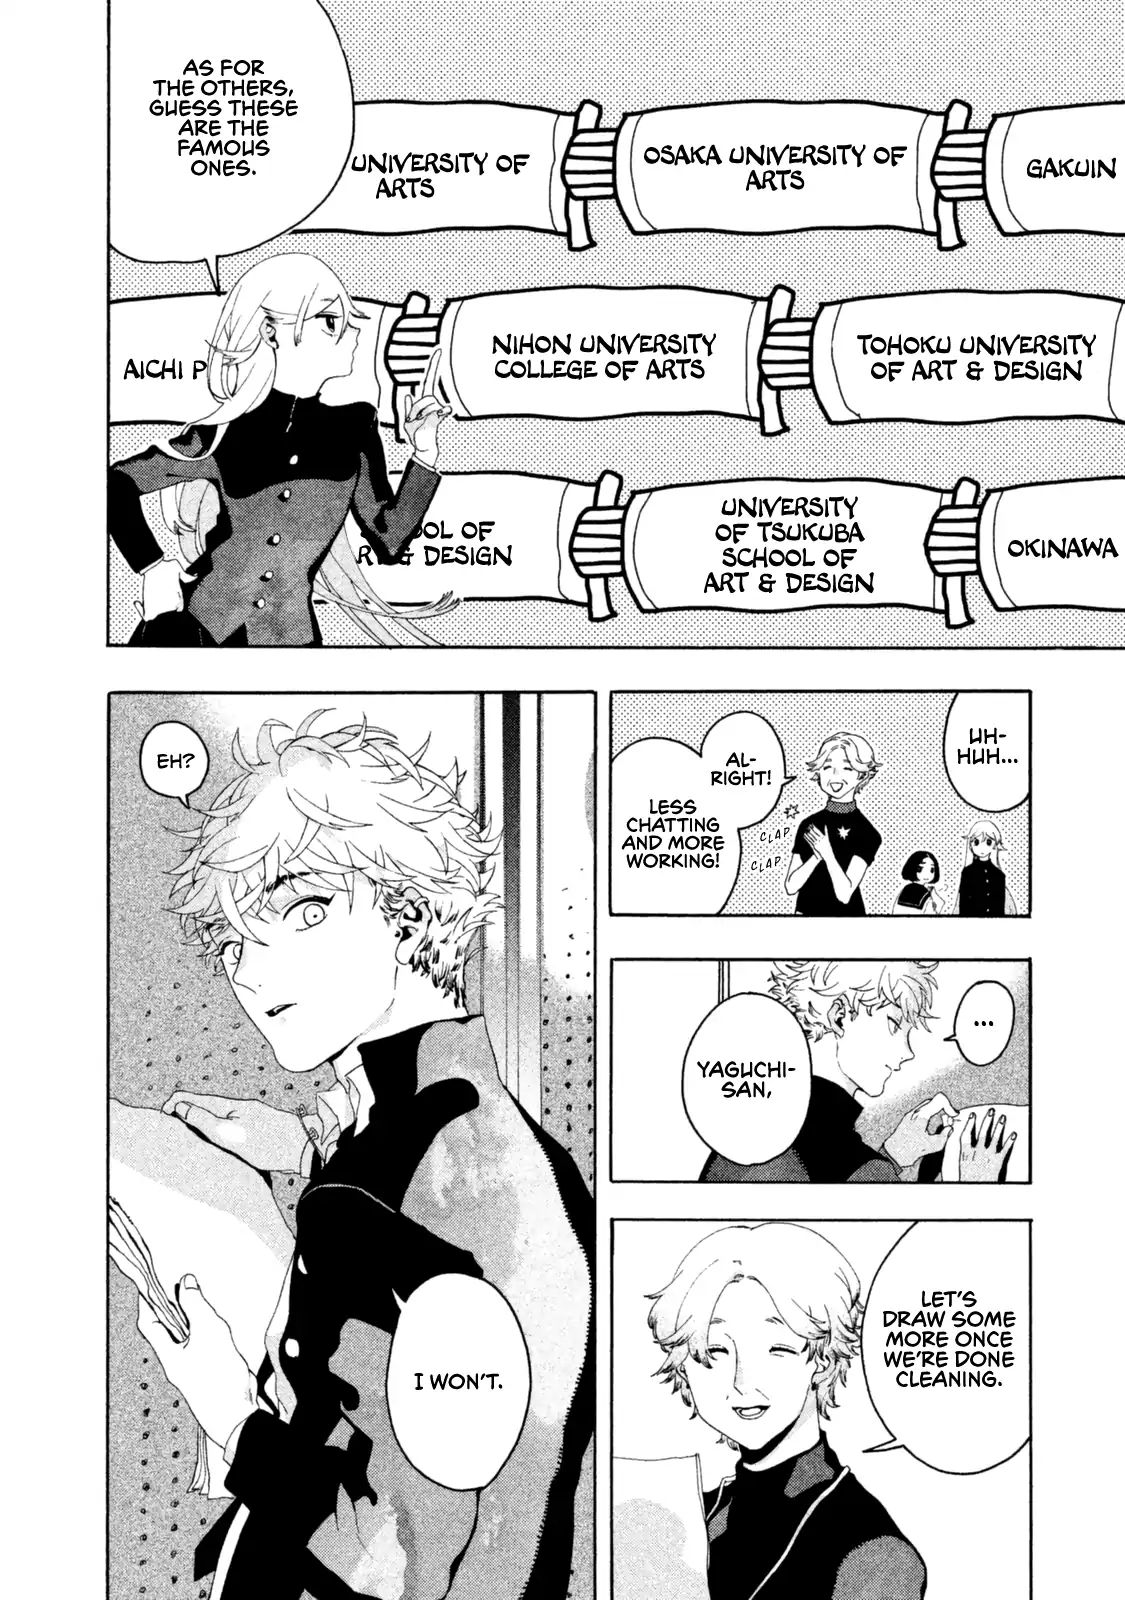 AS FOR
THE OTHERS,
GUESS THESE
ARE THE
FAMOUS
ONES.
UNIVERSITY OF
ARTS
OSAKA UNIVERSITY OF
ARTS
GAKUIN
AICHI P
NIHON UNIVERSITY
COLLEGE OF ARTS
TOHOKU UNIVERSITY
OF ART & DESIGN
OOL OF
& DESIGN
UNIVERSITY
OF TSUKUBA
SCHOOL OF
ART & DESIGN
OKINAWA
UH-
HUH...
AL-
RIGHT!
LESS
CHATTING
AND MORE
WORKING!
CLAP
CLAP
...
YAGUCHI-
SAN,
LET'S
DRAW SOME
MORE ONCE
WE'RE DONE
CLEANING.
EH?
I WON'T.